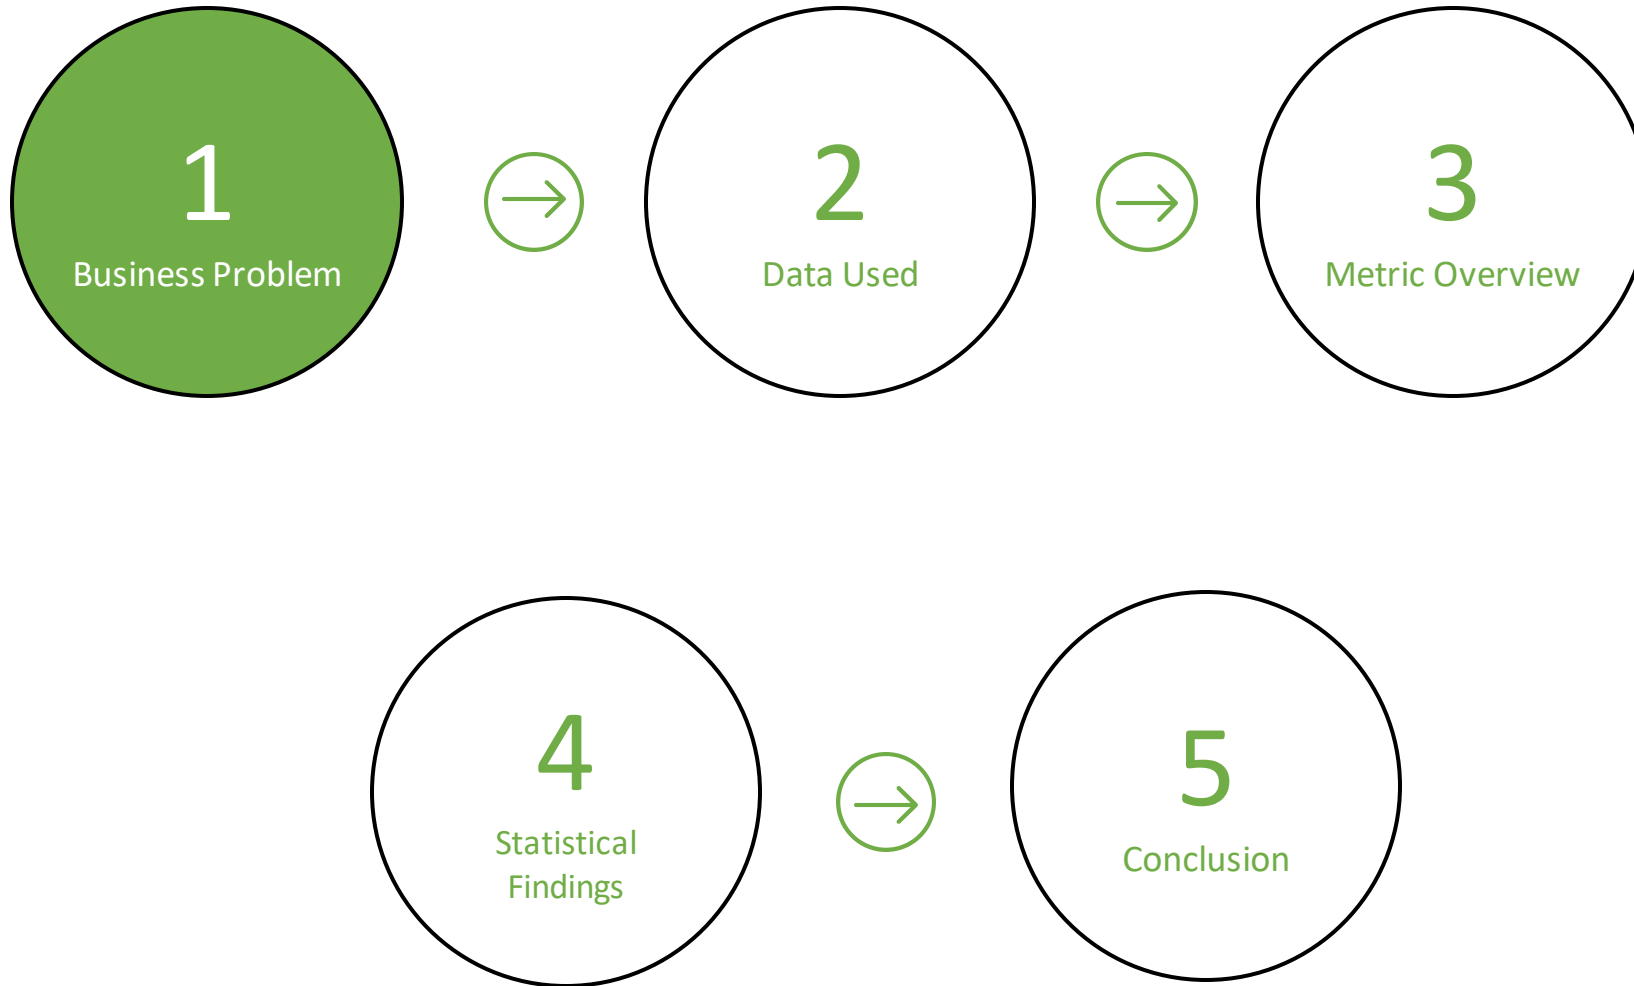 1
Business Problem
2
Data Used
3
Metric Overview
4
Statistical
Findings
5
Conclusion